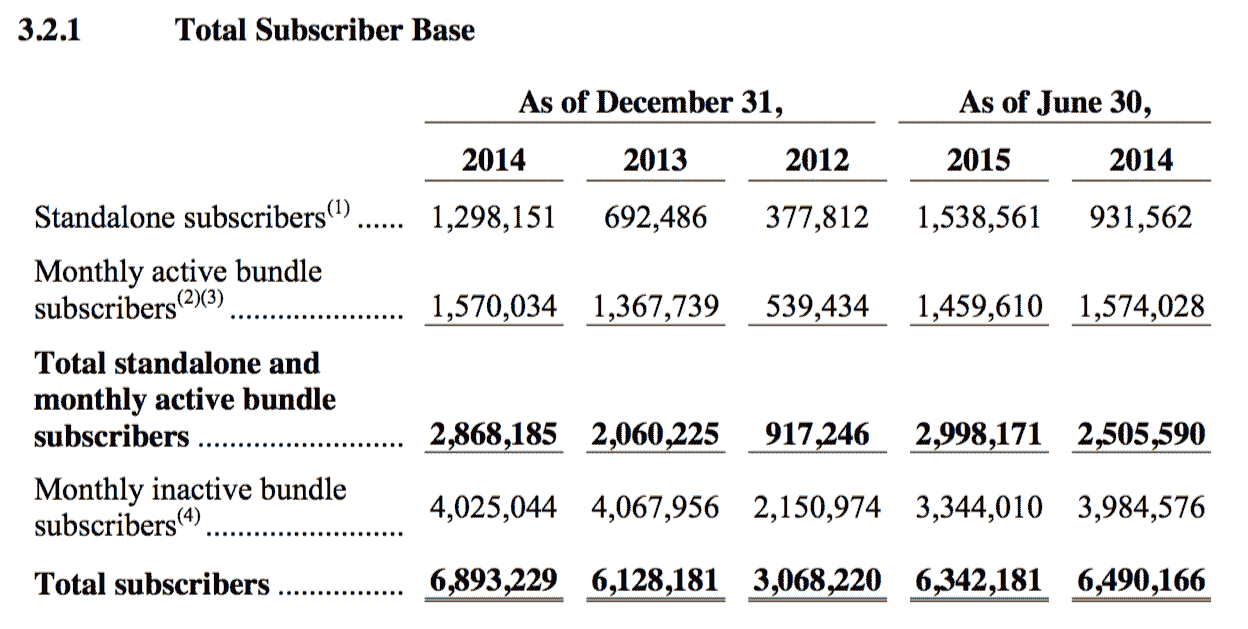 3.2.1 Total Subscriber Base
As of December 31, As of June 30,
2014 2013 2012 2015 2014
Standalone subscribers(1) ...... 1,298,151 692,486 377,812 1,538,561 931,562
Monthly active bundle
subscribers(2)(3) ...................... 1,570,034 1,367,739 539,434 1,459,610 1,574,028
Total standalone and
monthly active bundle
subscribers ......................... 2,868,185 2,060,225 917,246 2,998,171 2,505,590
Monthly inactive bundle
subscribers(4) ......................... 4,025,044 4,067,956 2,150,974 3,344,010 3,984,576
Total subscribers ............... 6,893,229 6,128,181 3,068,220 6,342,181 6,490,166